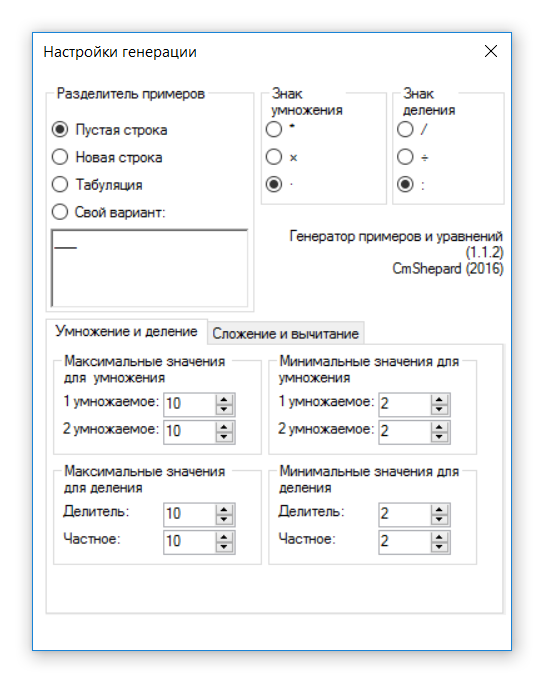 Настройки генерации
Разделитель примеров
Пустая строка
Новая строка
Табуляция
Свой вариант:
___
Знак
умножения
*
×
·
Знак
деления
/
÷
:
Генератор примеров и уравнений
(1.1.2)
CmShepard (2016)
Умножение и деление
Сложение и вычитание
Максимальные значения
для умножения
1 умножаемое: 10
2 умножаемое: 10
Минимальные значения для
умножения
1 умножаемое: 2
2 умножаемое: 2
Максимальные значения
для деления
Делитель: 10
Частное: 10
Минимальные значения для
деления
Делитель: 2
Частное: 2